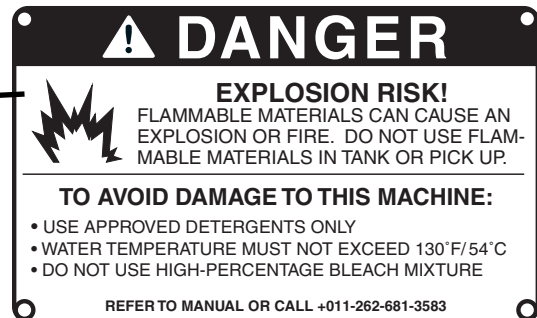 DANGER
EXPLOSION RISK!
FLAMMABLE MATERIALS CAN CAUSE AN
EXPLOSION OR FIRE. DO NOT USE FLAM-
MABLE MATERIALS IN TANK OR PICK UP.
TO AVOID DAMAGE TO THIS MACHINE:
• USE APPROVED DETERGENTS ONLY
• WATER TEMPERATURE MUST NOT EXCEED 130˚F/54˚C
• DO NOT USE HIGH-PERCENTAGE BLEACH MIXTURE
REFER TO MANUAL OR CALL +011-262-681-3583